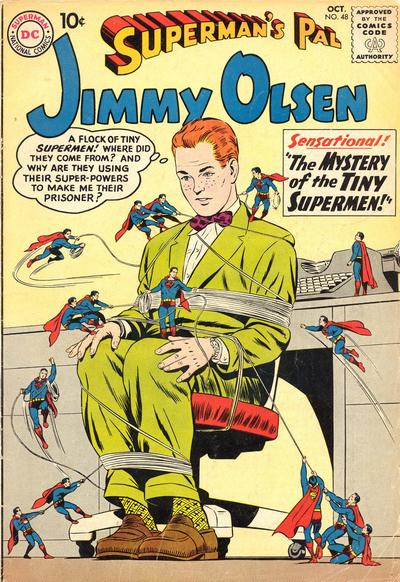 SUPERMAN
DC
NATIONAL COMICS
10¢
SUPERMAN'S PAL
OCT.
NO. 48
APPROVED
BY THE
COMICS
CODE
CA
AUTHORITY
JIMMY OLSEN
A FLOCK OF TINY
SUPERMEN! WHERE DID
THEY COME FROM? AND
WHY ARE THEY USING
THEIR SUPER-POWERS
TO MAKE ME THEIR
PRISONER?
Sensational!
"The MYSTERY
of the TINY
SUPERMEN!"